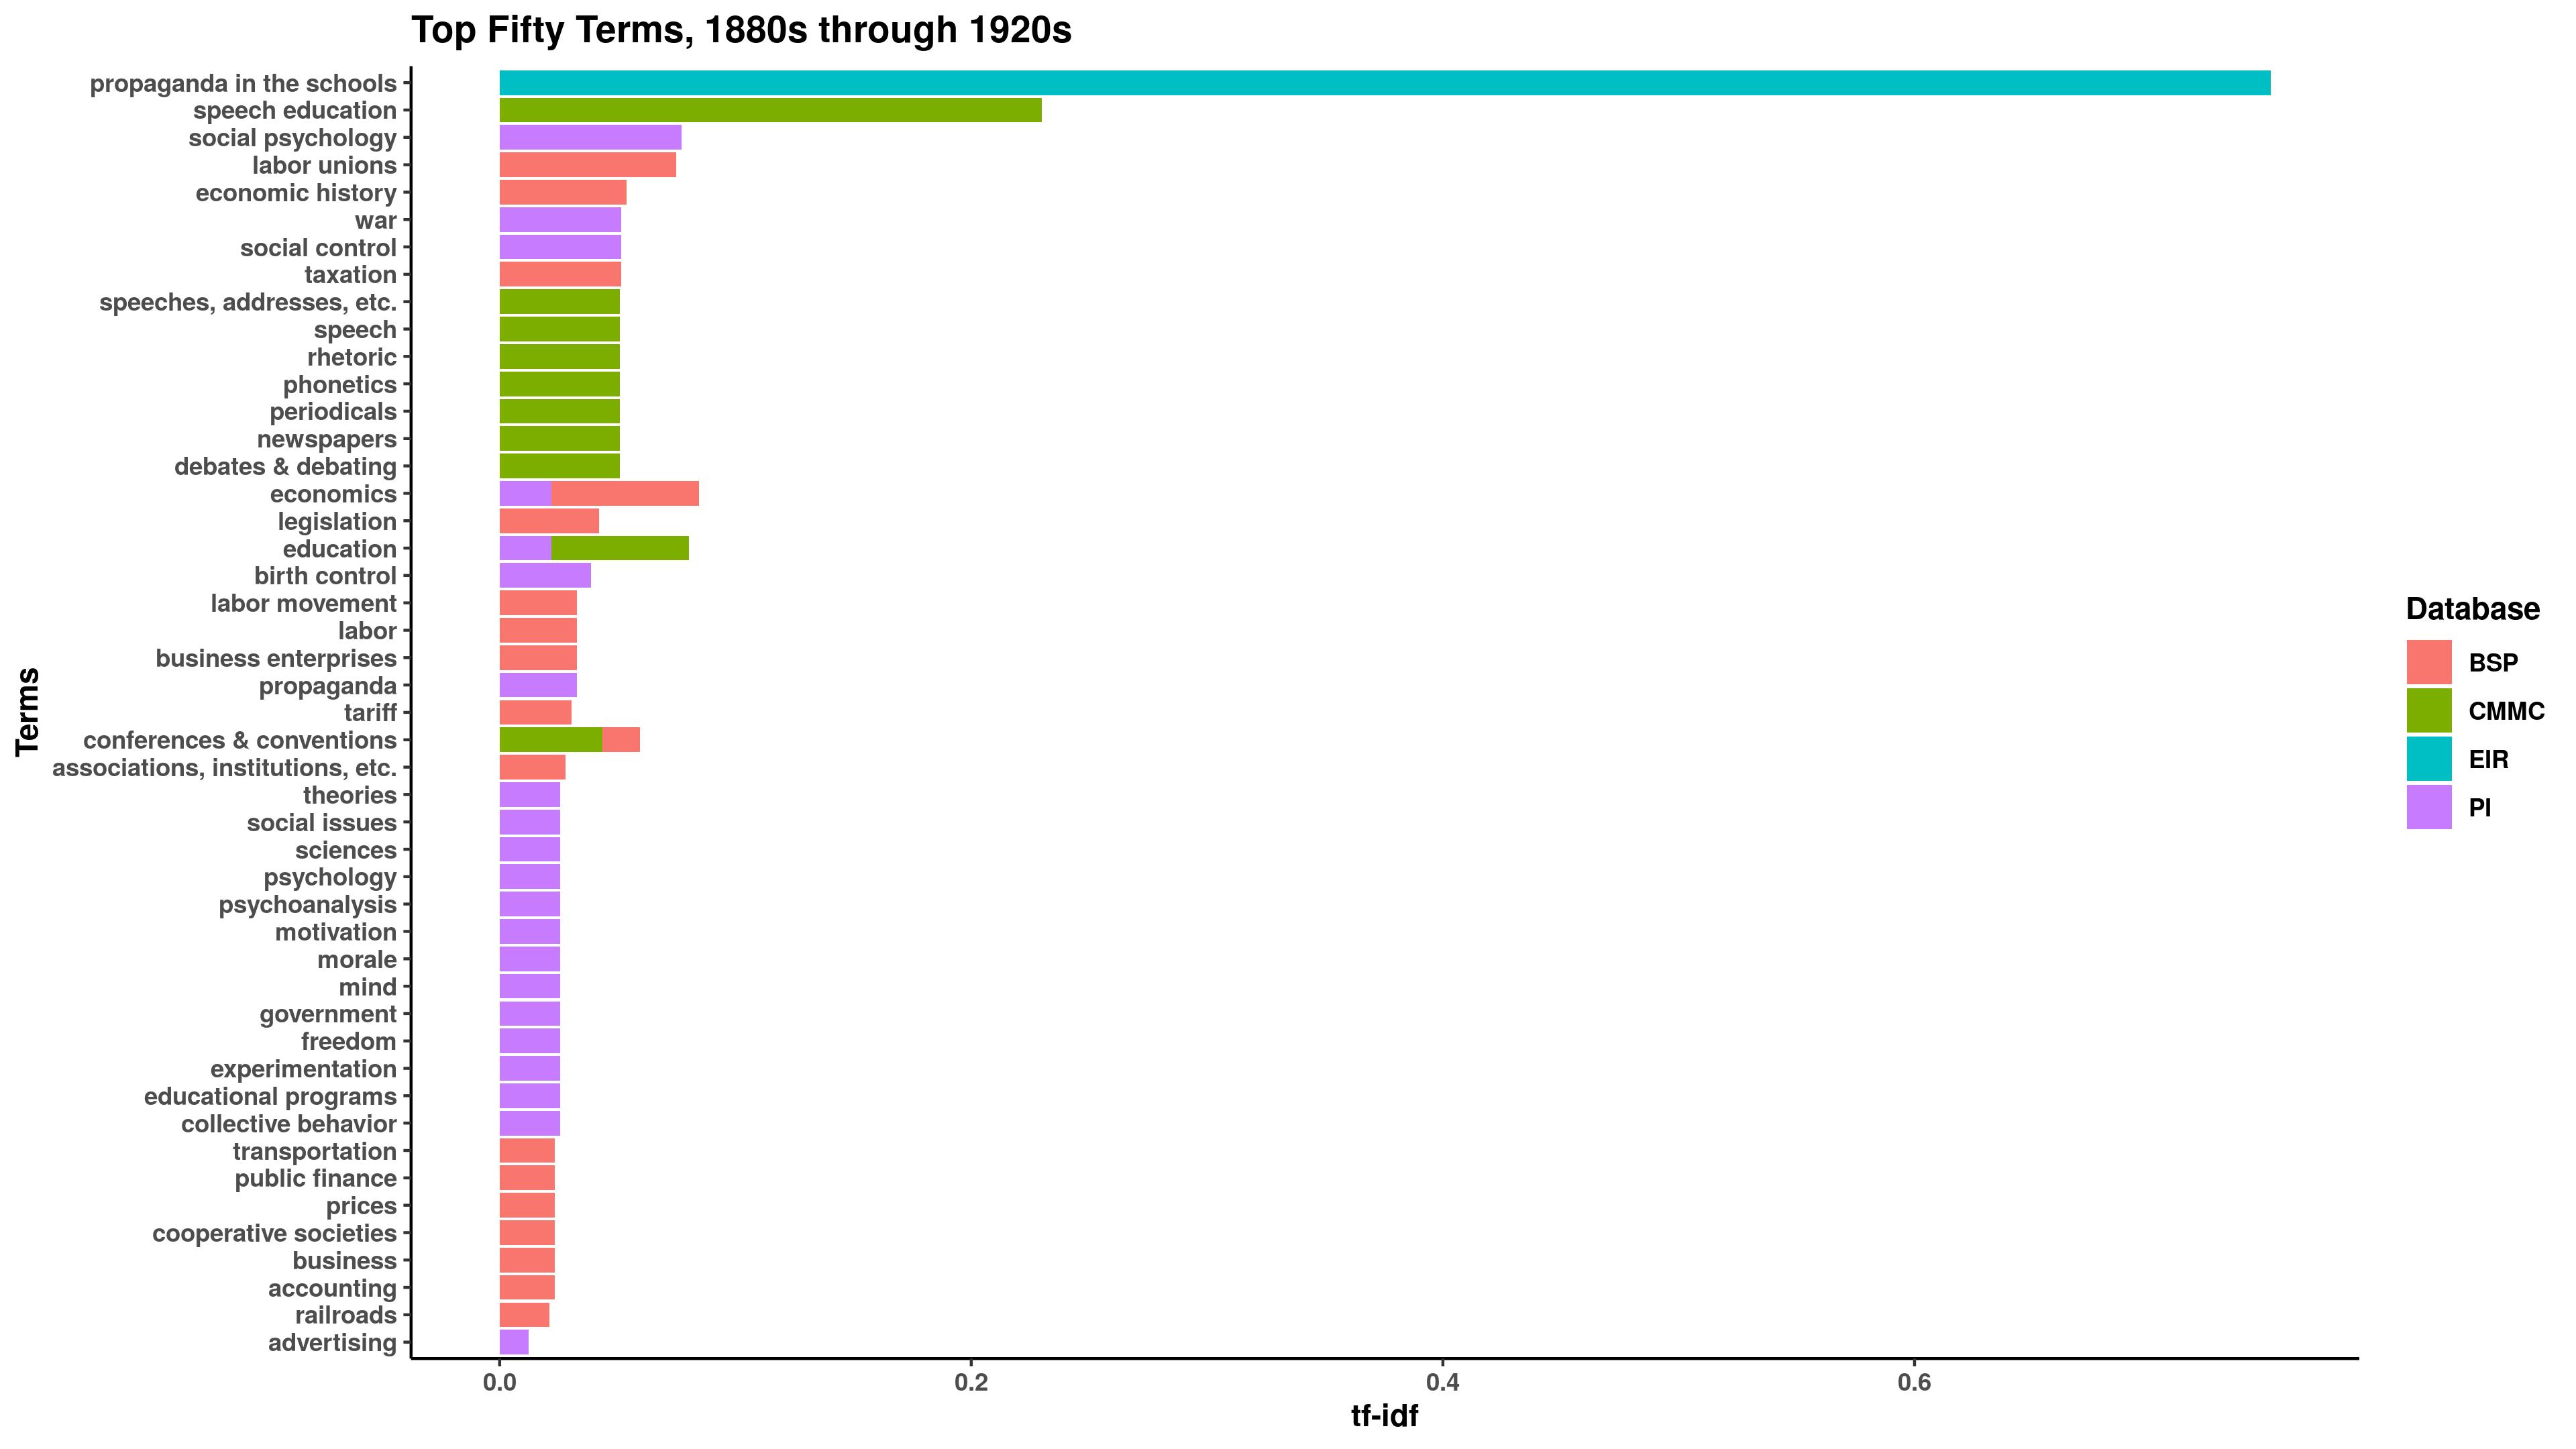 Top Fifty Terms, 1880s through 1920s
propaganda in the schools
speech education
social psychology
labor unions
economic history
war
social control
taxation
speeches, addresses, etc.
speech
rhetoric
phonetics
periodicals
newspapers
debates & debating
economics
legislation
education
birth control
labor movement
labor
business enterprises
propaganda
tariff
conferences & conventions
associations, institutions, etc.
theories
social issues
sciences
psychology
psychoanalysis
motivation
morale
mind
government
freedom
experimentation
educational programs
collective behavior
transportation
public finance
prices
cooperative societies
business
accounting
railroads
advertising
Terms
0.0 0.2 0.4 0.6
tf-idf
Database
BSP
CMMC
EIR
PI